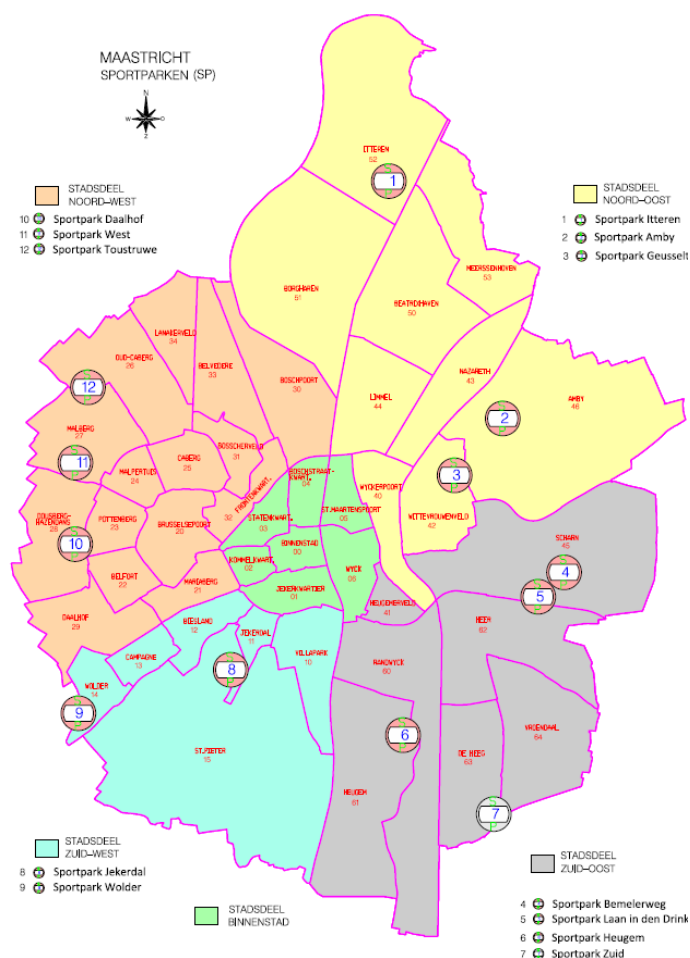 MAASTRICHT
SPORTPARKEN (SP)
N
W
O
Z
STADSDEEL
NOORD-WEST
10 Sportpark Daalhof
11 Sportpark West
12 Sportpark Toustruwe
STADSDEEL
NOORD-OOST
1 Sportpark Itteren
2 Sportpark Amby
3 Sportpark Geusselt
ITTEREN
52
1
MEERSSENHOVEN
53
BORGHAREN
51
BEATRIXHAVEN
50
LANAKERVELD
34
OUD-CABERG
26
BELVEDERE
33
BOSCHPOORT
30
NAZARETH
43
LIMMEL
44
AMBY
46
12
2
MALBERG
27
BOSSCHERVELD
31
CABERG
25
11
MALPERTUIS
24
BOSCHSTRAAT-
KWART.
04
WYCKERPOORT
40
3
FRONTENKWART.
32
DOUSBERG-
HAZENDANS
28
POTTENBERG
23
BRUSSELSEPOORT
20
STATENKWART.
03
ST.MAARTENSPOORT
05
WITTEVROUWENVELD
42
SCHARN
45
10
BINNENSTAD
00
KOMMELKWART.
02
WYCK
06
4
BELFORT
22
MARIABERG
21
JEKERKWARTIER
01
HEUGEMERVELD
41
5
DAALHOF
29
BIESLAND
12
JEKERDAL
11
VILLAPARK
10
HEER
62
CAMPAGNE
13
8
RANDWYCK
60
WOLDER
14
9
6
VROENDAAL
64
ST.PIETER
15
DE HEEG
63
HEUGEM
61
7
STADSDEEL
ZUID-WEST
8 Sportpark Jekerdal
9 Sportpark Wolder
STADSDEEL
BINNENSTAD
STADSDEEL
ZUID-OOST
4 Sportpark Bemelerweg
5 Sportpark Laan in den Drink
6 Sportpark Heugem
7 Sportpark Zuid